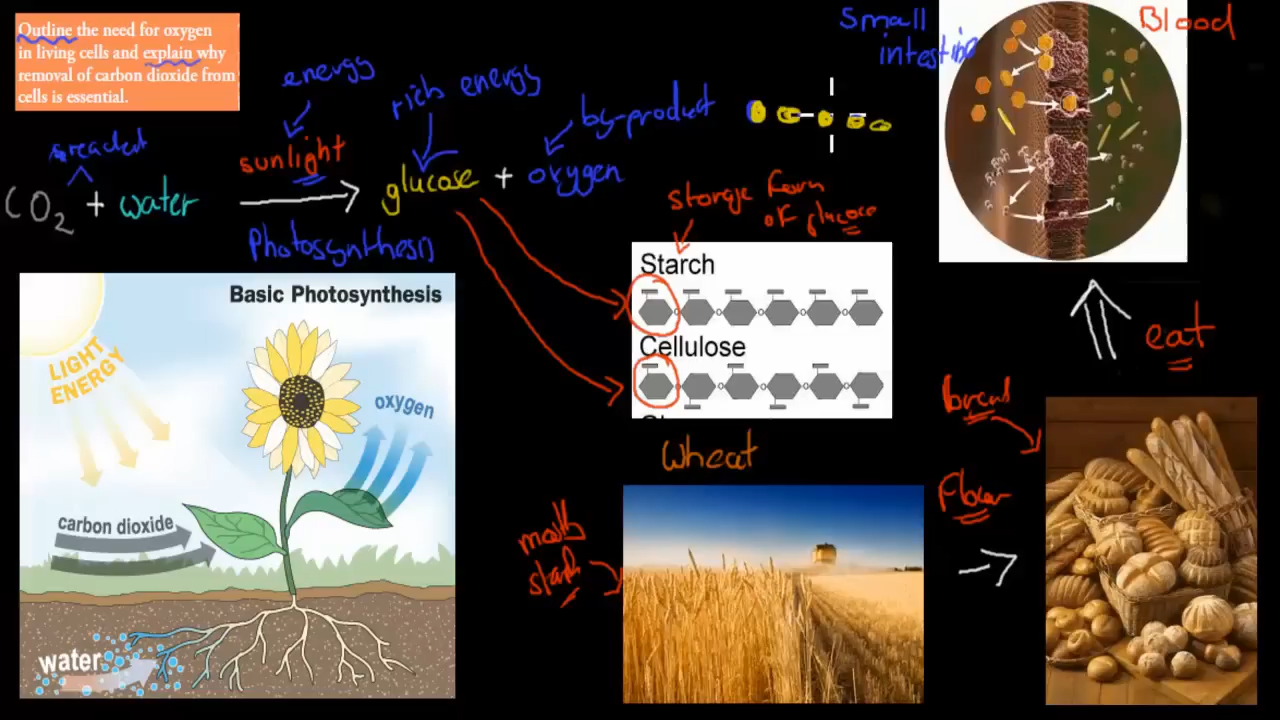 Outline the need for oxygen
in living cells and explain why
removal of carbon dioxide from
cells is essential.
energy
rich energy
by-product
Small
intestine
Blood
sunlight
CO₂ + water
glucose + oxygen
Photosynthesis
storage form
of glucose
Starch
Cellulose
Basic Photosynthesis
LIGHT
ENERGY
oxygen
carbon dioxide
water
Wheat
starch
bread
Flour
eat